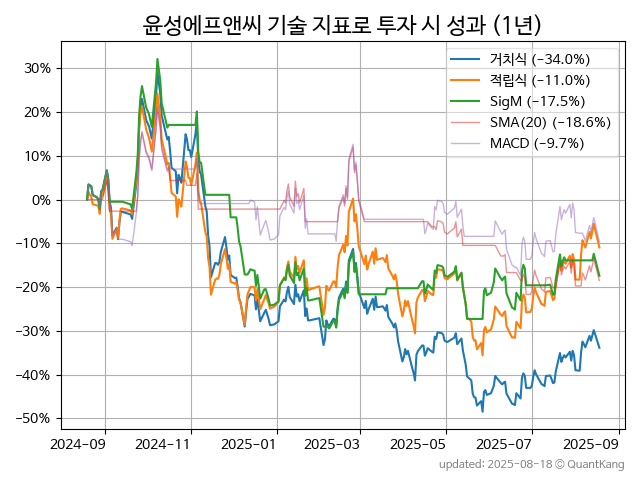 윤성에프앤씨 기술 지표로 투자 시 성과 (1년)
거치식 (−34.0%)
적립식 (−11.0%)
SigM (−17.5%)
SMA(20) (−18.6%)
MACD (−9.7%)
30%
20%
10%
0%
−10%
−20%
−30%
−40%
−50%
2024-09 2024-11 2025-01 2025-03 2025-05 2025-07 2025-09
updated: 2025-08-18 © QuantKang